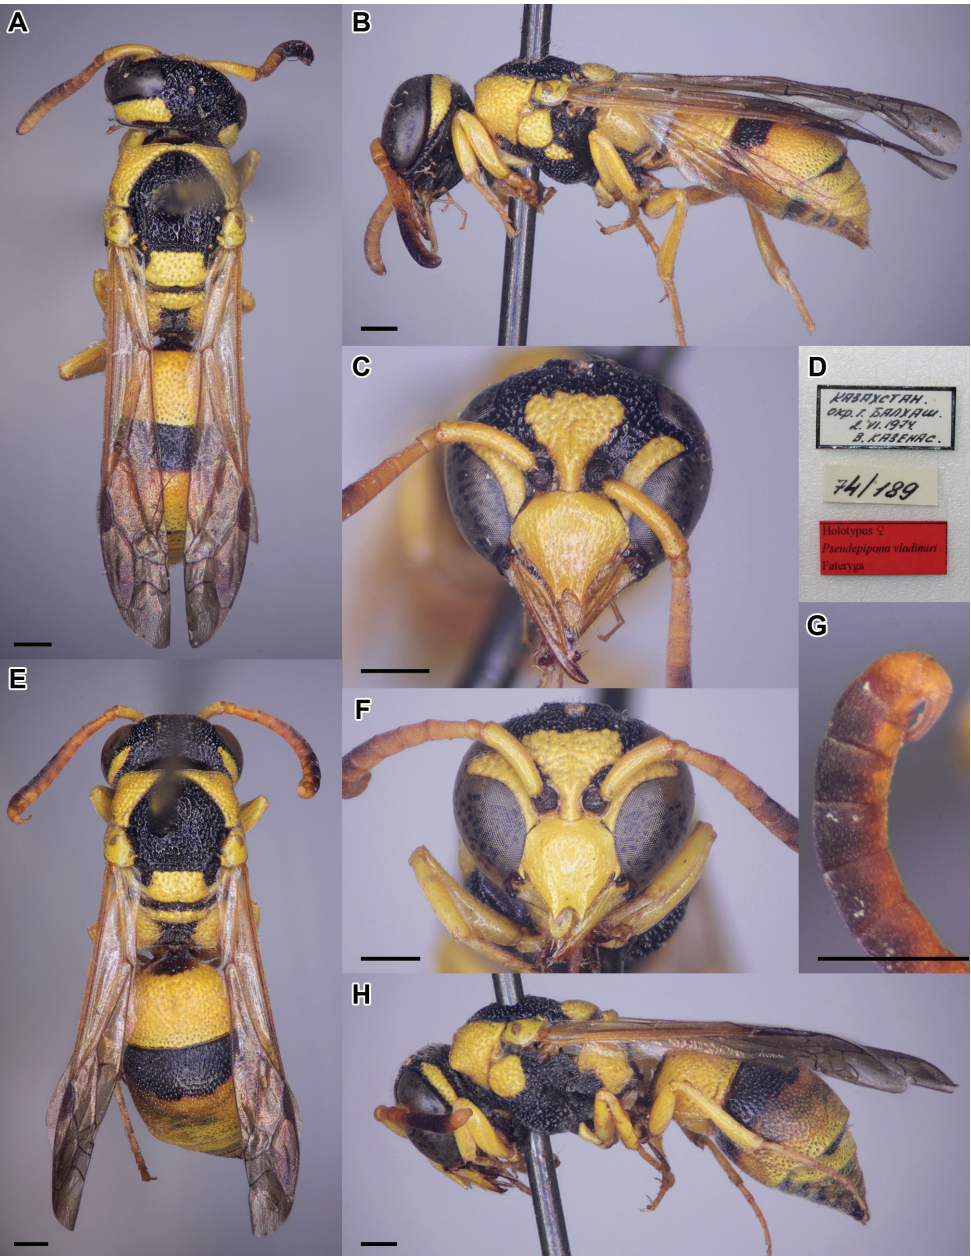 A
B
C
D
КАЗАХСТАН.
окр. г. БАЛХАШ.
2.VI.1974
В. КАЗЕНАС.
74/189
Holotypus ♀
Pseudepipona vladimiri
Fateryga
G
E
F
H